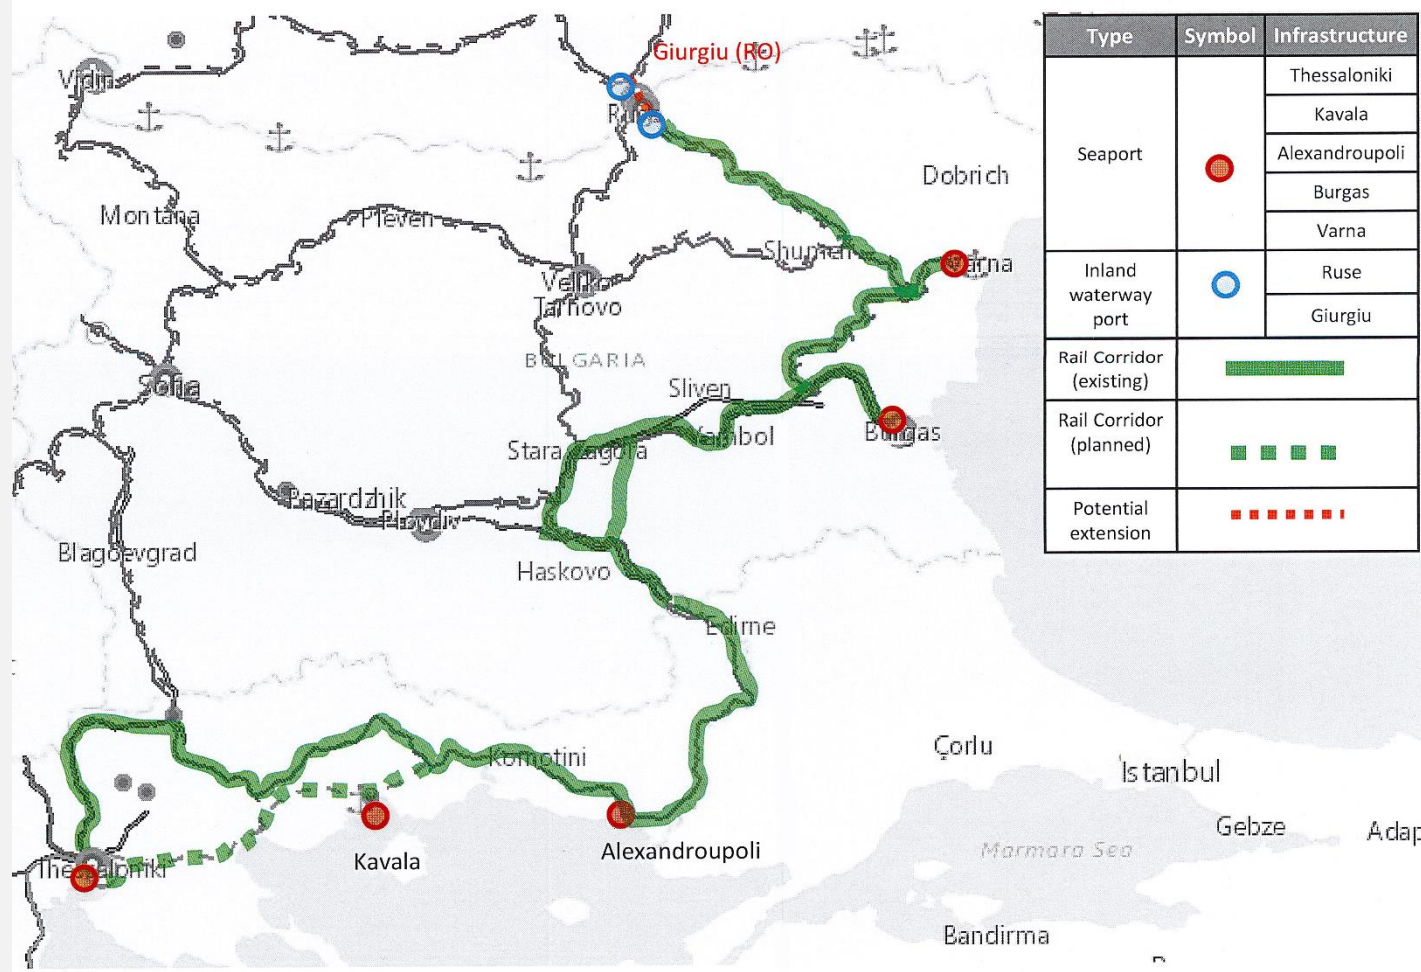 Giurgiu (RO)
Vidin
Ruse
Dobrich
Montana
Pleven
Shumen
Varna
Veliko
Tarnovo
BULGARIA
Sofia
Sliven
Burgas
Yambol
Stara Zagora
Pazardzhik
Plovdiv
Blagoevgrad
Haskovo
Edirne
Komotini
Çorlu
Istanbul
Gebze
Adap
Kavala
Alexandroupoli
Marmara Sea
Thessaloniki
Bandirma
Type Symbol Infrastructure
Seaport
Thessaloniki
Kavala
Alexandroupoli
Burgas
Varna
Inland
waterway
port
Ruse
Giurgiu
Rail Corridor
(existing)
Rail Corridor
(planned)
Potential
extension